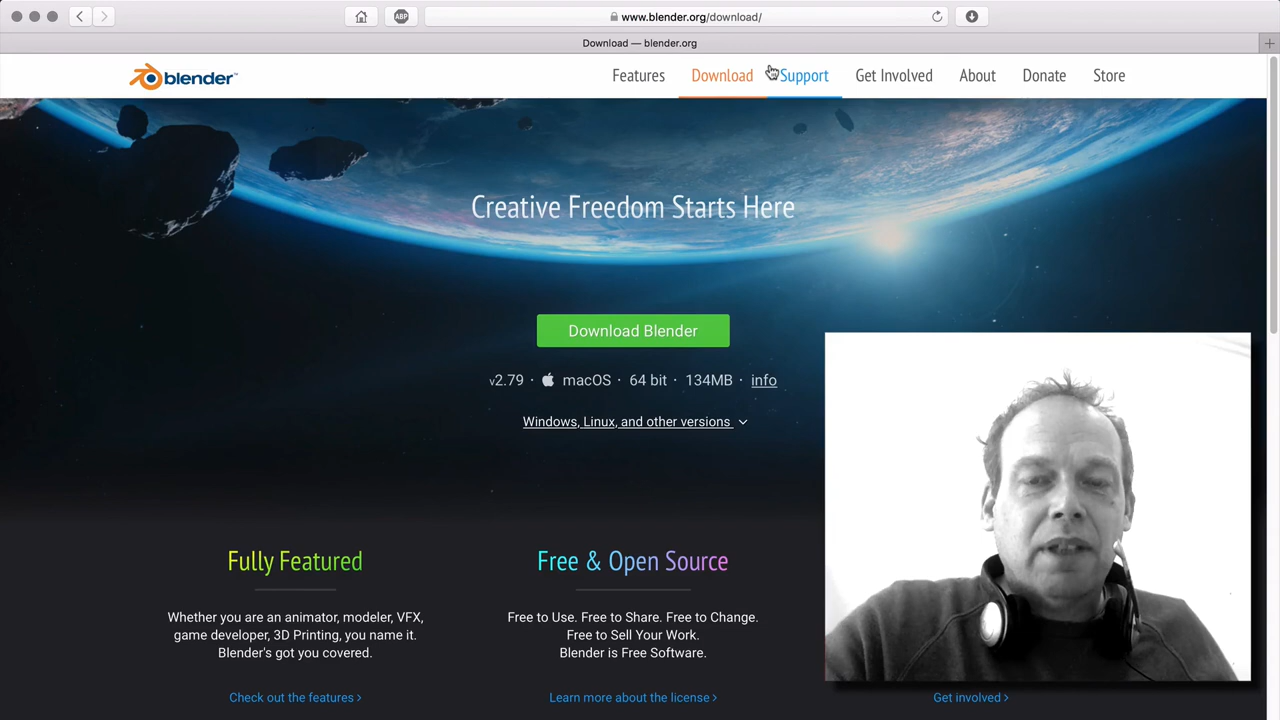 ABP
www.blender.org/download/
Download — blender.org
blender™
Features
Download
Support
Get Involved
About
Donate
Store
Creative Freedom Starts Here
Download Blender
v2.79 · macOS · 64 bit · 134MB · info
Windows, Linux, and other versions
Fully Featured
Whether you are an animator, modeler, VFX,
game developer, 3D Printing, you name it.
Blender's got you covered.
Check out the features ›
Free & Open Source
Free to Use. Free to Share. Free to Change.
Free to Sell Your Work.
Blender is Free Software.
Learn more about the license ›
Get involved ›